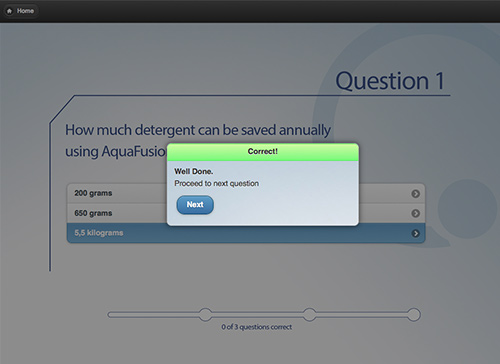 Home
Question 1
How much detergent can be saved annually
using AquaFusio
Correct!
Well Done.
Proceed to next question
Next
200 grams
650 grams
5,5 kilograms
0 of 3 questions correct